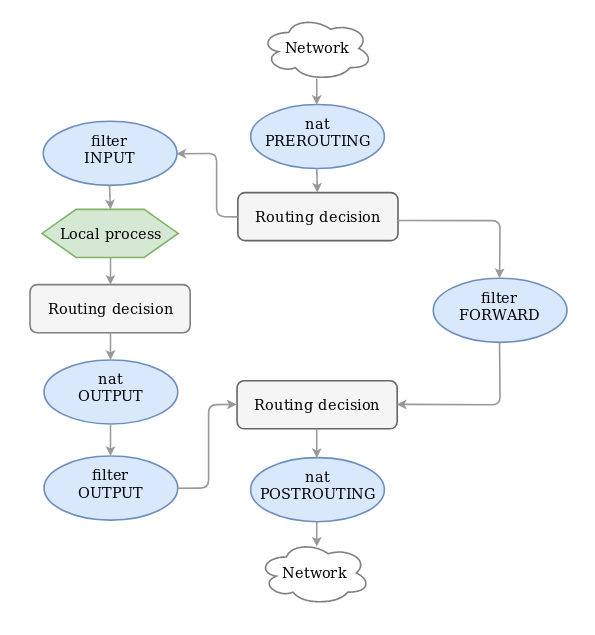 Network
nat
PREROUTING
filter
INPUT
Routing decision
Local process
Routing decision
filter
FORWARD
nat
OUTPUT
Routing decision
filter
OUTPUT
nat
POSTROUTING
Network